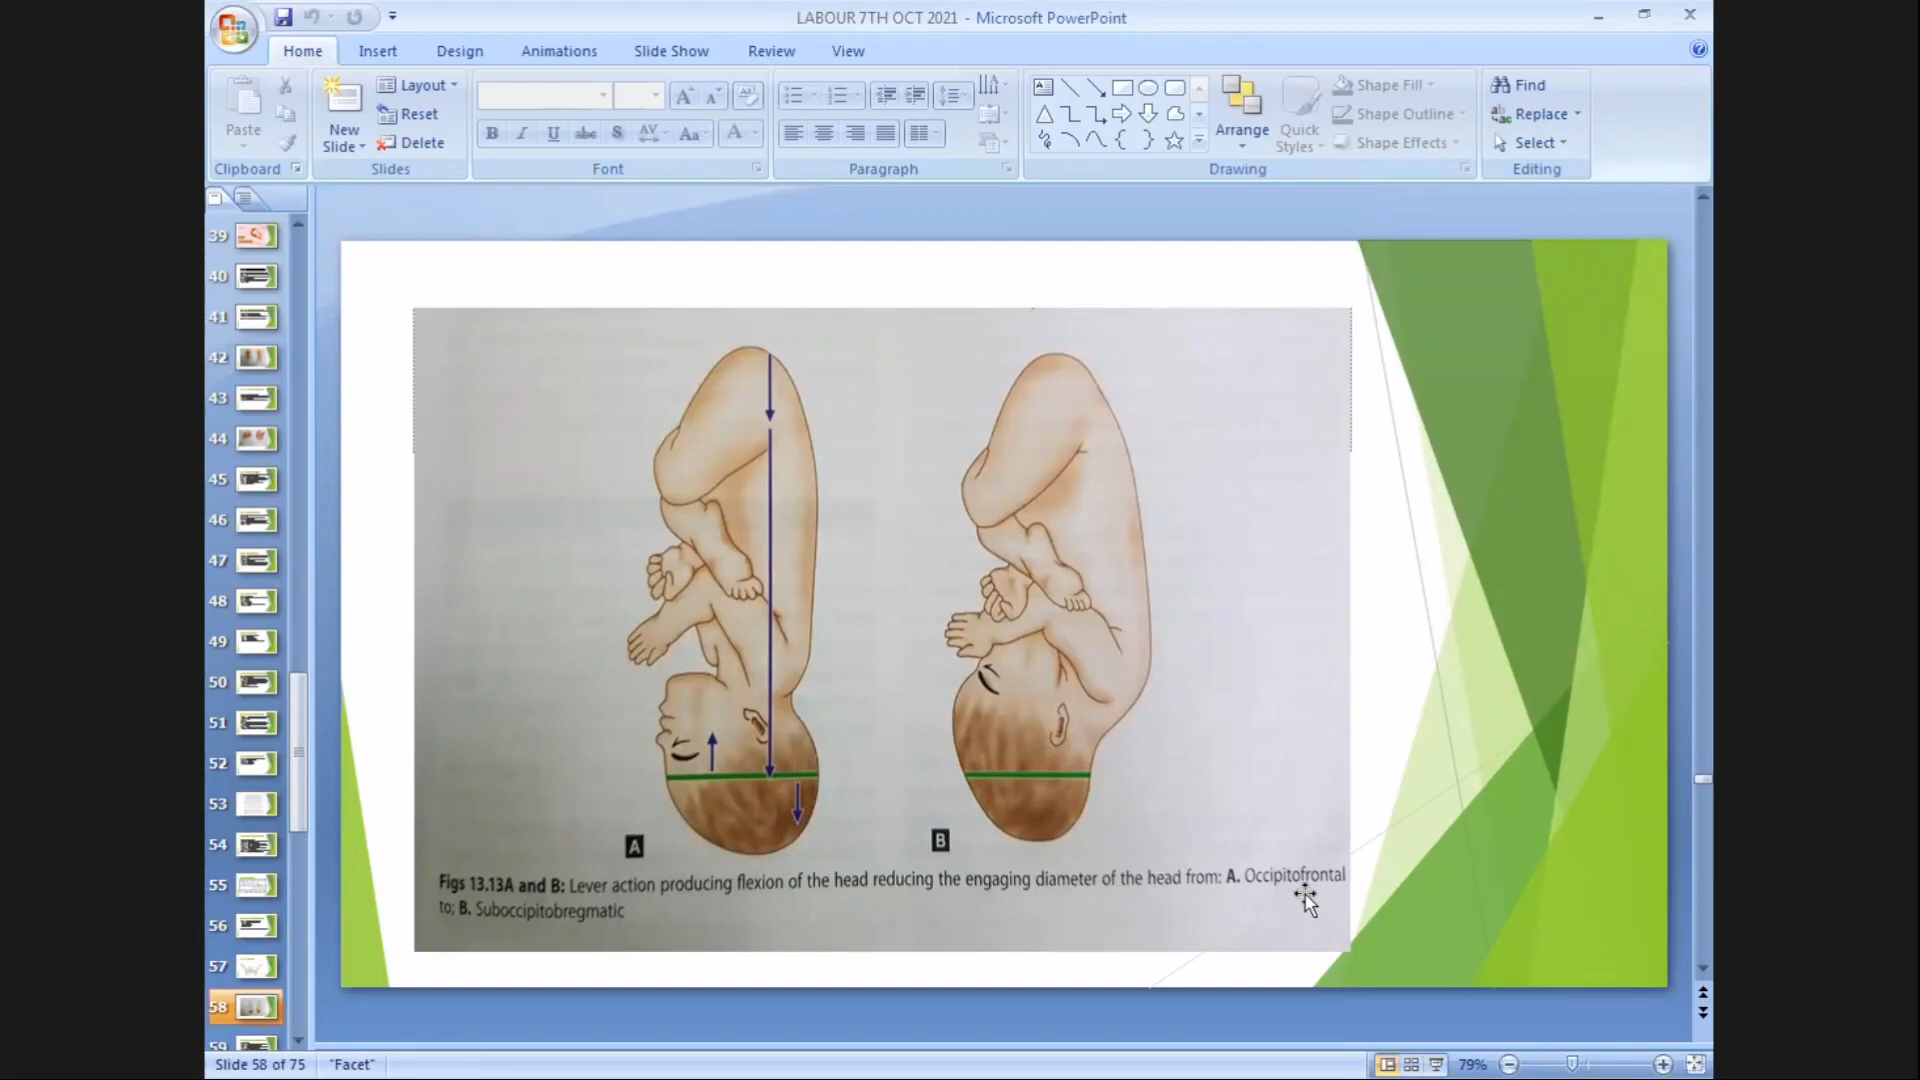 LABOUR 7TH OCT 2021 - Microsoft PowerPoint
Home Insert Design Animations Slide Show Review View
Paste
Clipboard
New Slide
Layout
Reset
Delete
Slides
B I U abc S AV Aa A
Font
Paragraph
Arrange
Quick Styles
Shape Fill
Shape Outline
Shape Effects
Drawing
Find
Replace
Select
Editing
39
40
41
42
43
44
45
46
47
48
49
50
51
52
53
54
55
56
57
58
59
A
B
Figs 13.13A and B: Lever action producing flexion of the head reducing the engaging diameter of the head from: A. Occipitofrontal
to; B. Suboccipitobregmatic
Slide 58 of 75 "Facet" 79%